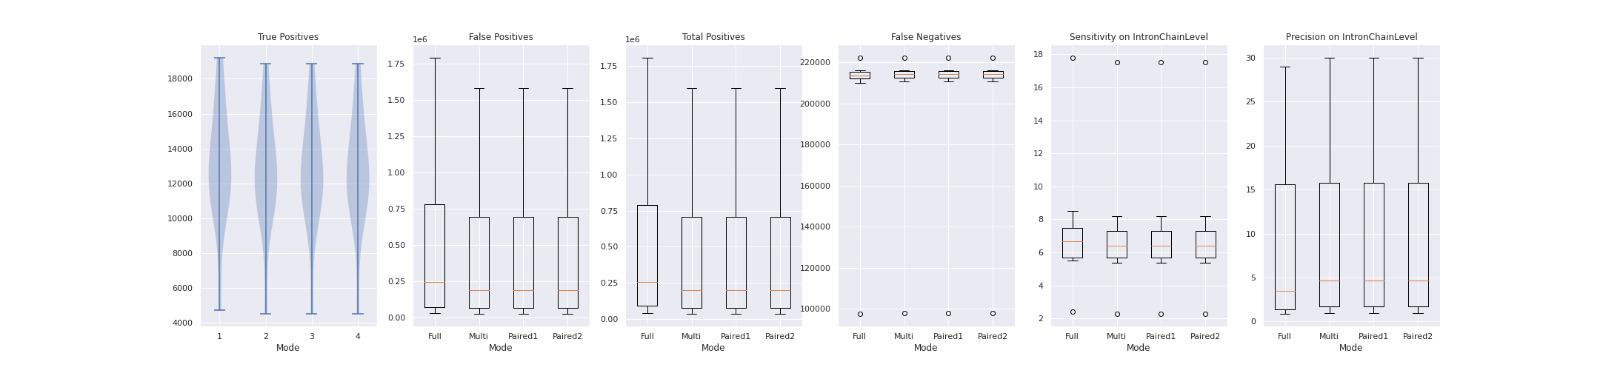 True Positives
18000
16000
14000
12000
10000
8000
6000
4000
1 2 3 4
Mode
1e6
False Positives
1.75
1.50
1.25
1.00
0.75
0.50
0.25
0.00
Full Multi Paired1 Paired2
Mode
1e6
Total Positives
1.75
1.50
1.25
1.00
0.75
0.50
0.25
0.00
Full Multi Paired1 Paired2
Mode
False Negatives
220000
200000
180000
160000
140000
120000
100000
Full Multi Paired1 Paired2
Mode
Sensitivity on IntronChainLevel
18
16
14
12
10
8
6
4
2
Full Multi Paired1 Paired2
Mode
Precision on IntronChainLevel
30
25
20
15
10
5
0
Full Multi Paired1 Paired2
Mode